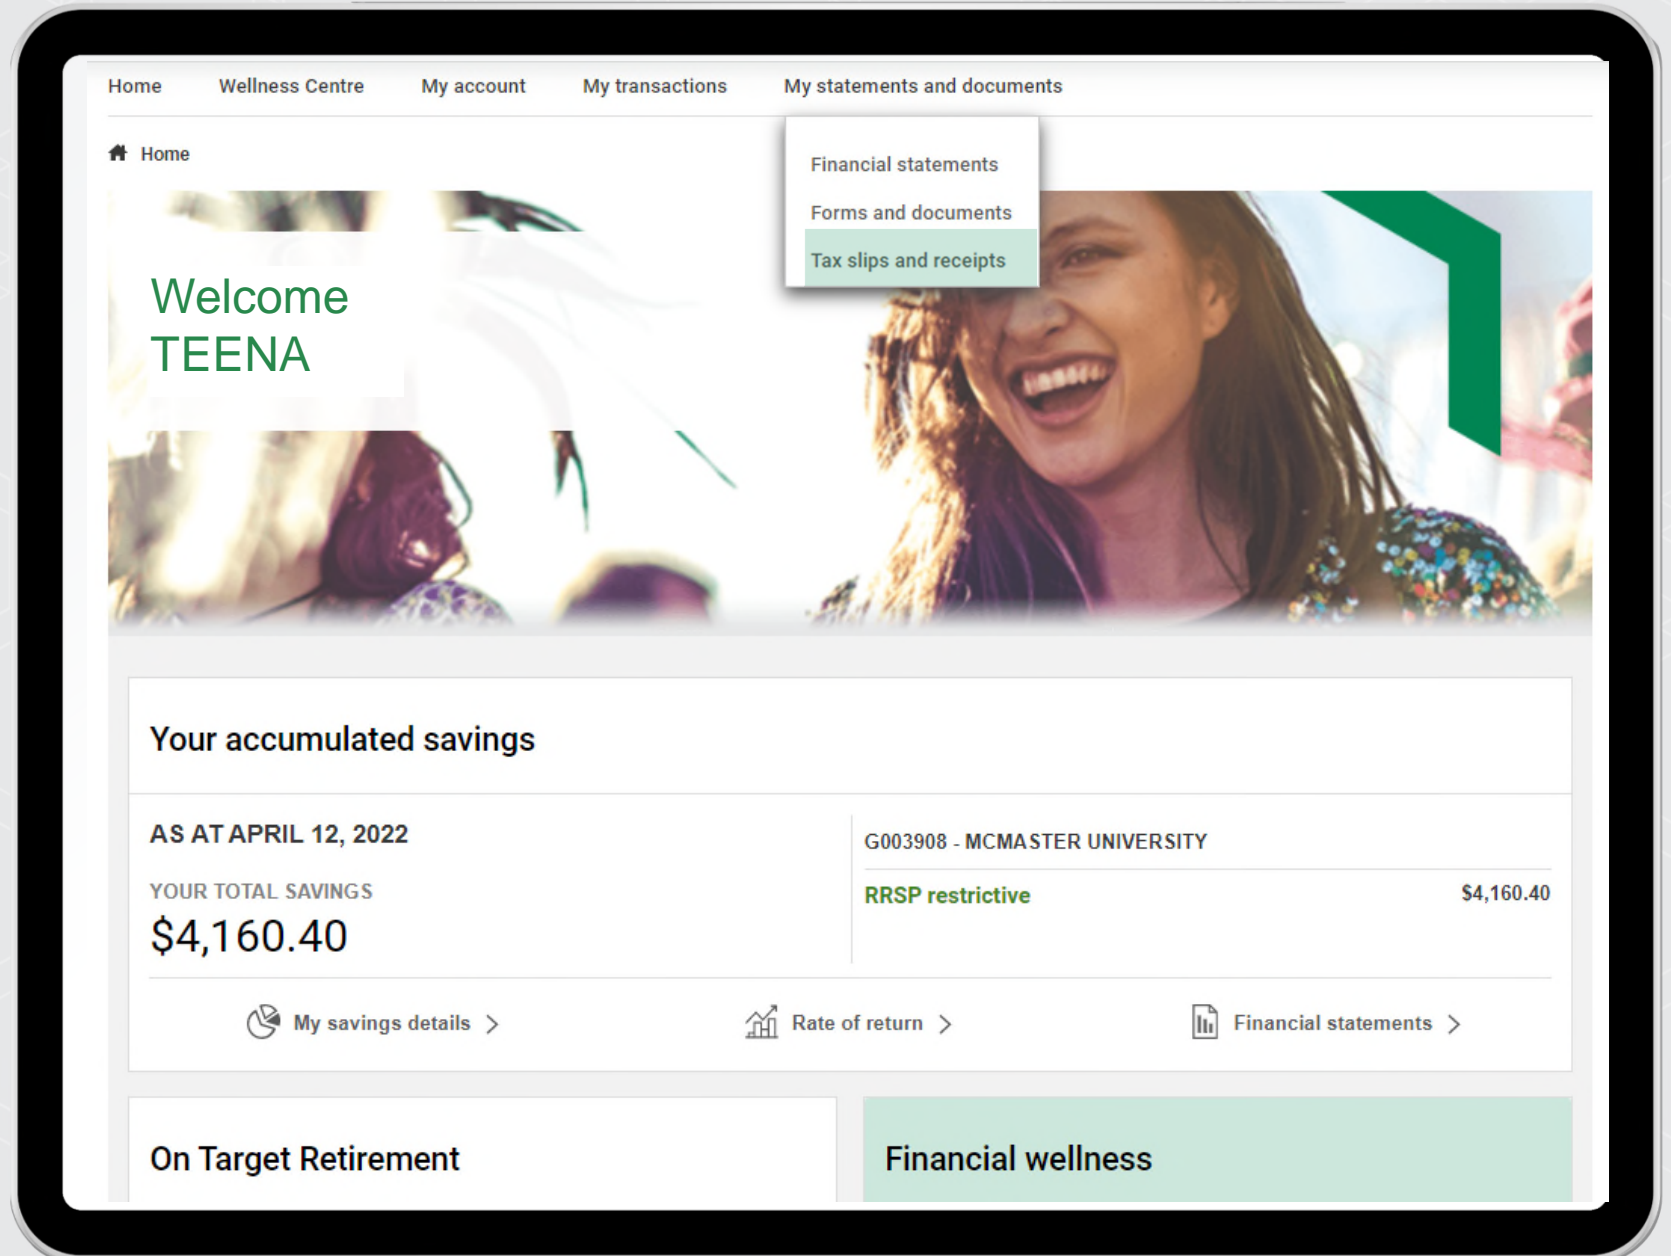 Home Wellness Centre My account My transactions My statements and documents
Home
Financial statements
Forms and documents
Tax slips and receipts
Welcome
TEENA
Your accumulated savings
AS AT APRIL 12, 2022
YOUR TOTAL SAVINGS
$4,160.40
G003908 - MCMASTER UNIVERSITY
RRSP restrictive $4,160.40
My savings details Rate of return Financial statements
On Target Retirement
Financial wellness